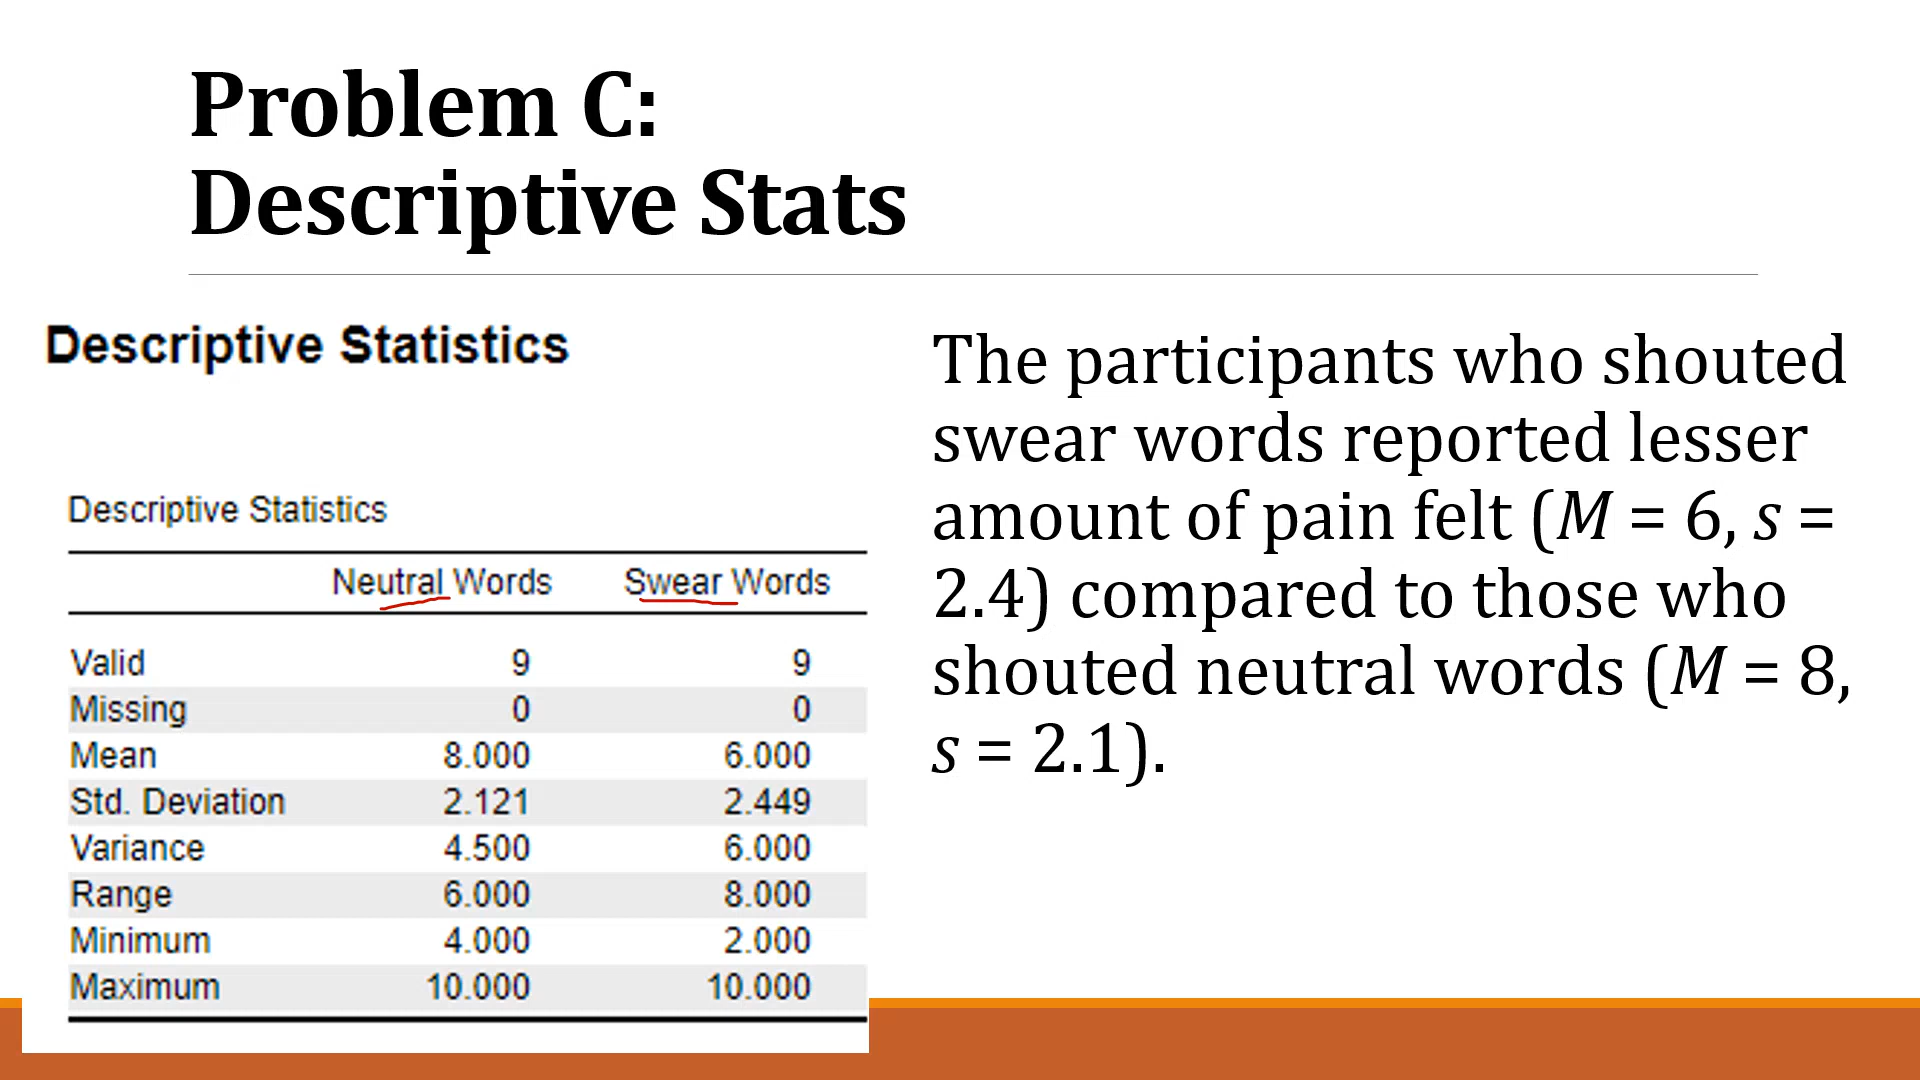 Problem C:
Descriptive Stats
Descriptive Statistics
Descriptive Statistics
Neutral Words Swear Words
Valid 9 9
Missing 0 0
Mean 8.000 6.000
Std. Deviation 2.121 2.449
Variance 4.500 6.000
Range 6.000 8.000
Minimum 4.000 2.000
Maximum 10.000 10.000
The participants who shouted
swear words reported lesser
amount of pain felt (M = 6, s =
2.4) compared to those who
shouted neutral words (M = 8,
s = 2.1).